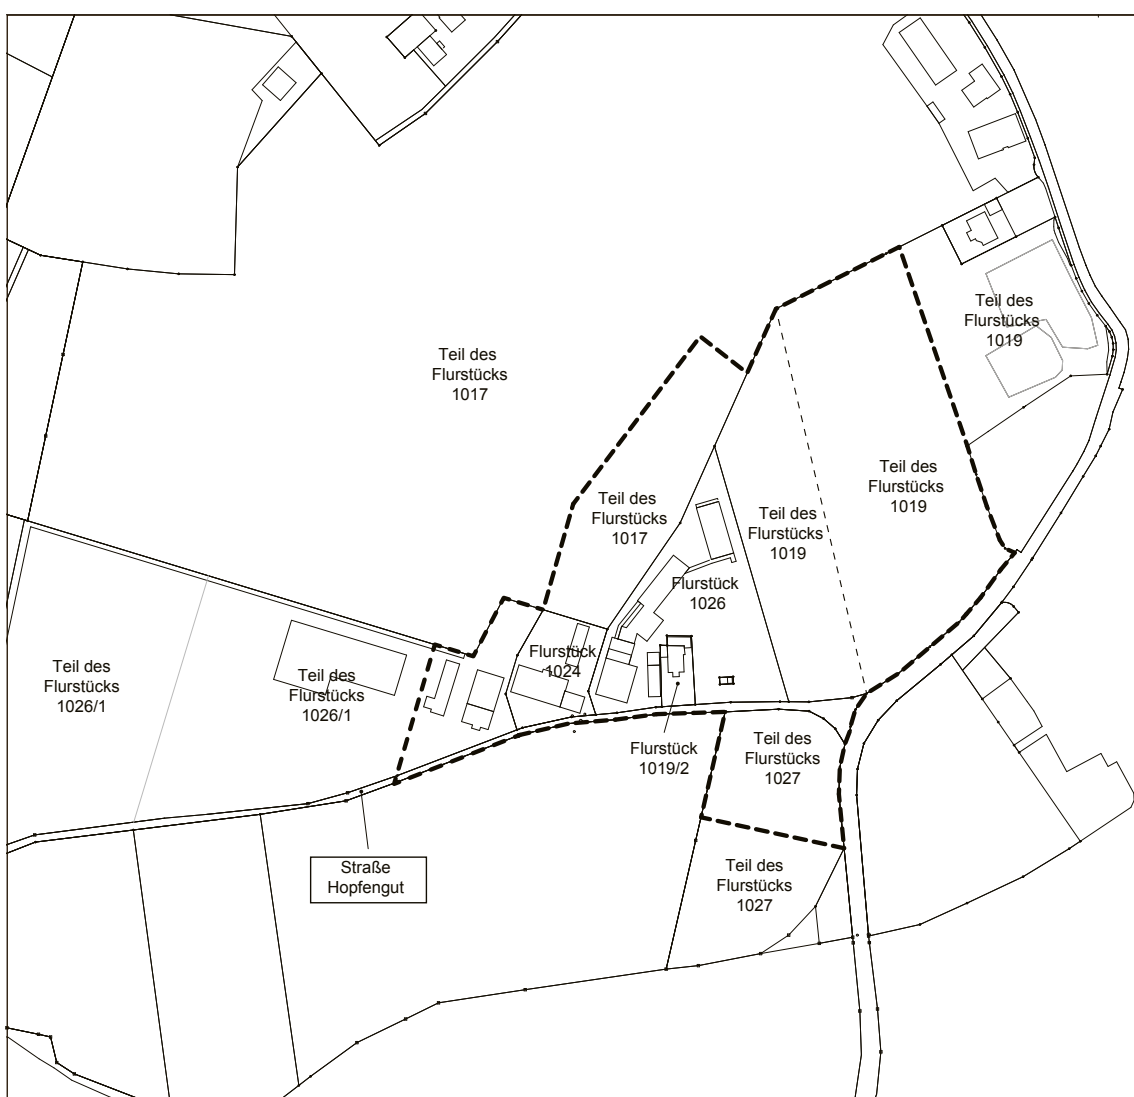 Teil des
Flurstücks
1019
Teil des
Flurstücks
1017
Teil des
Flurstücks
1019
Teil des
Flurstücks
1017
Teil des
Flurstücks
1019
Flurstück
1026
Flurstück
1024
Teil des
Flurstücks
1026/1
Teil des
Flurstücks
1026/1
Flurstück
1019/2
Teil des
Flurstücks
1027
Teil des
Flurstücks
1027
Straße
Hopfengut